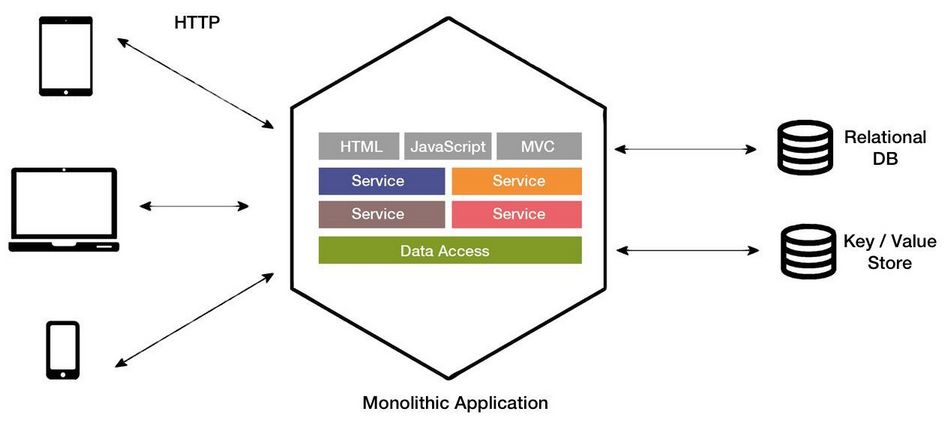 HTTP
HTML JavaScript MVC
Service Service
Service Service
Data Access
Relational
DB
Key / Value
Store
Monolithic Application